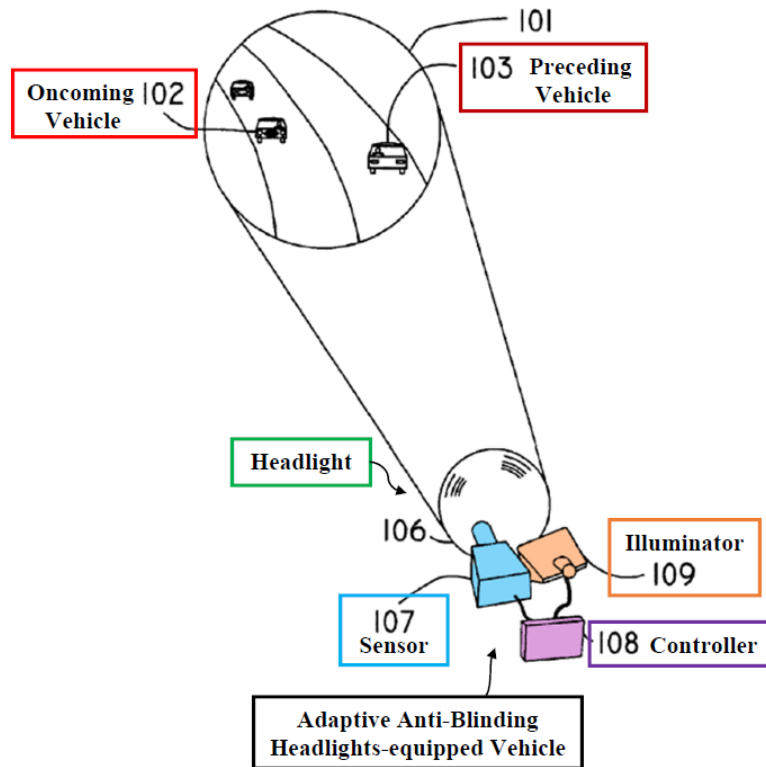 101
103 Preceding
Vehicle
Oncoming 102
Vehicle
Headlight
106
Illuminator
109
107
Sensor
108 Controller
Adaptive Anti-Blinding
Headlights-equipped Vehicle